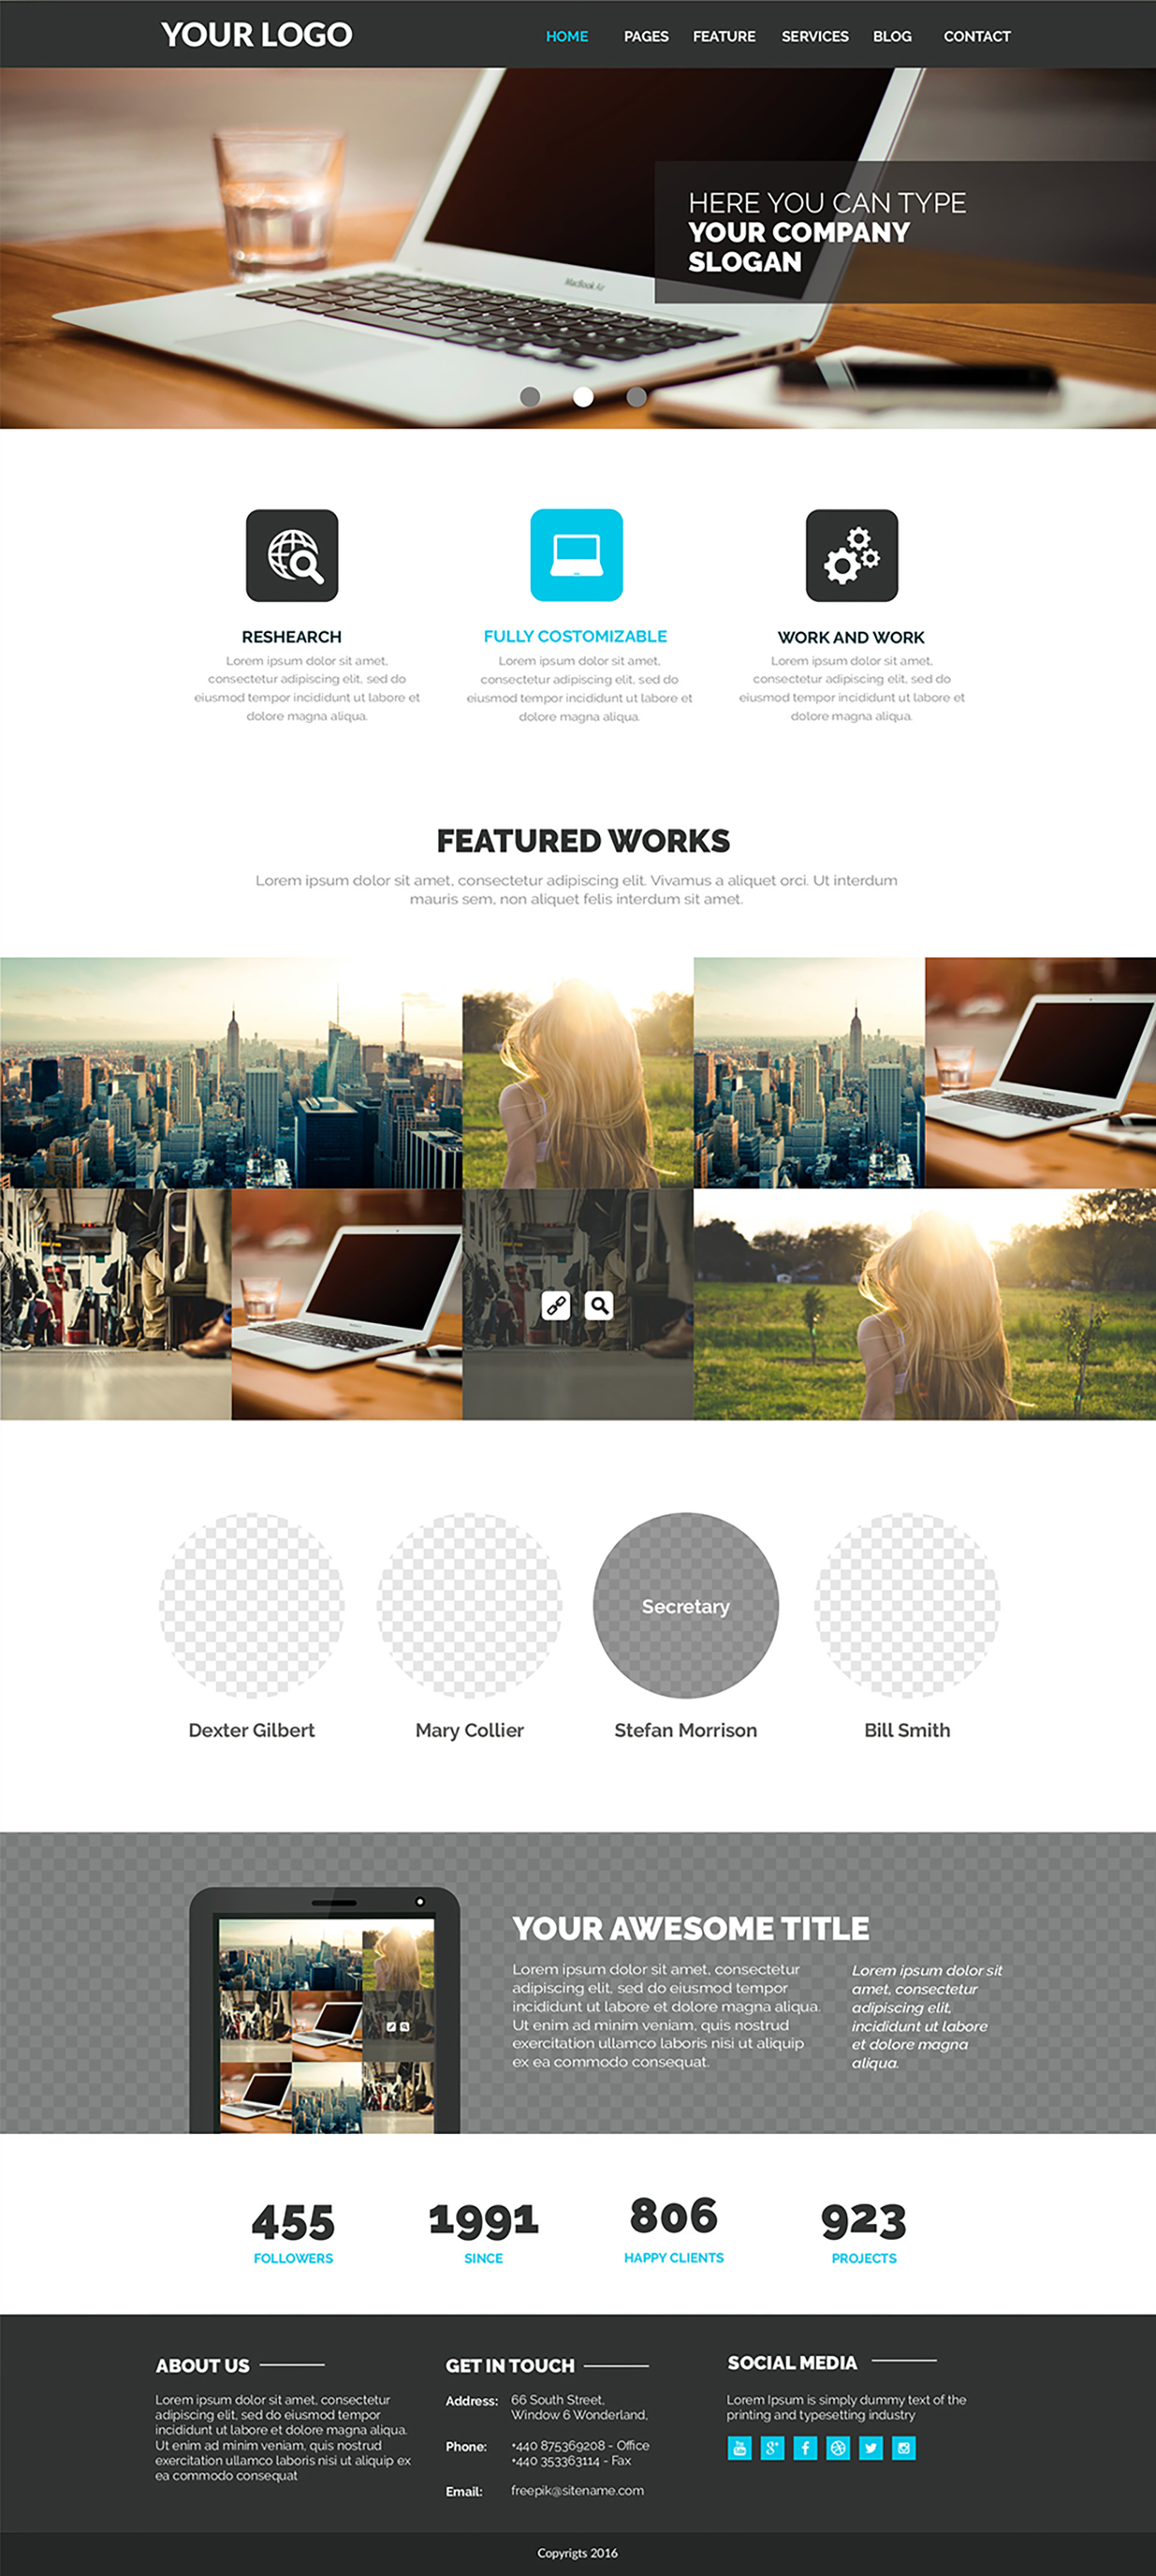 YOUR LOGO
HOME PAGES FEATURE SERVICES BLOG CONTACT
HERE YOU CAN TYPE
YOUR COMPANY
SLOGAN
MacBook Air
RESHEARCH
Lorem ipsum dolor sit amet,
consectetur adipiscing elit, sed do
eiusmod tempor incididunt ut labore et
dolore magna aliqua.
FULLY COSTOMIZABLE
Lorem ipsum dolor sit amet,
consectetur adipiscing elit, sed do
eiusmod tempor incididunt ut labore et
dolore magna aliqua.
WORK AND WORK
Lorem ipsum dolor sit amet,
consectetur adipiscing elit, sed do
eiusmod tempor incididunt ut labore et
dolore magna aliqua.
FEATURED WORKS
Lorem ipsum dolor sit amet, consectetur adipiscing elit. Vivamus a aliquet orci. Ut interdum
mauris sem, non aliquet felis interdum sit amet.
Secretary
Dexter Gilbert
Mary Collier
Stefan Morrison
Bill Smith
YOUR AWESOME TITLE
Lorem ipsum dolor sit amet, consectetur
adipiscing elit, sed do eiusmod tempor
incididunt ut labore et dolore magna aliqua.
Ut enim ad minim veniam, quis nostrud
exercitation ullamco laboris nisi ut aliquip
ex ea commodo consequat.
Lorem ipsum dolor sit
amet, consectetur
adipiscing elit,
incididunt ut labore
et dolore magna
aliqua.
455
FOLLOWERS
1991
SINCE
806
HAPPY CLIENTS
923
PROJECTS
ABOUT US
Lorem ipsum dolor sit amet, consectetur
adipiscing elit, sed do eiusmod tempor
incididunt ut labore et dolore magna aliqua.
Ut enim ad minim veniam, quis nostrud
exercitation ullamco laboris nisi ut aliquip ex
ea commodo consequat
GET IN TOUCH
Address: 66 South Street,
Window 6 Wonderland,
Phone: +440 875369208 - Office
+440 353363114 - Fax
Email: freepik@sitename.com
SOCIAL MEDIA
Lorem Ipsum is simply dummy text of the
printing and typesetting industry
Copyrigts 2016